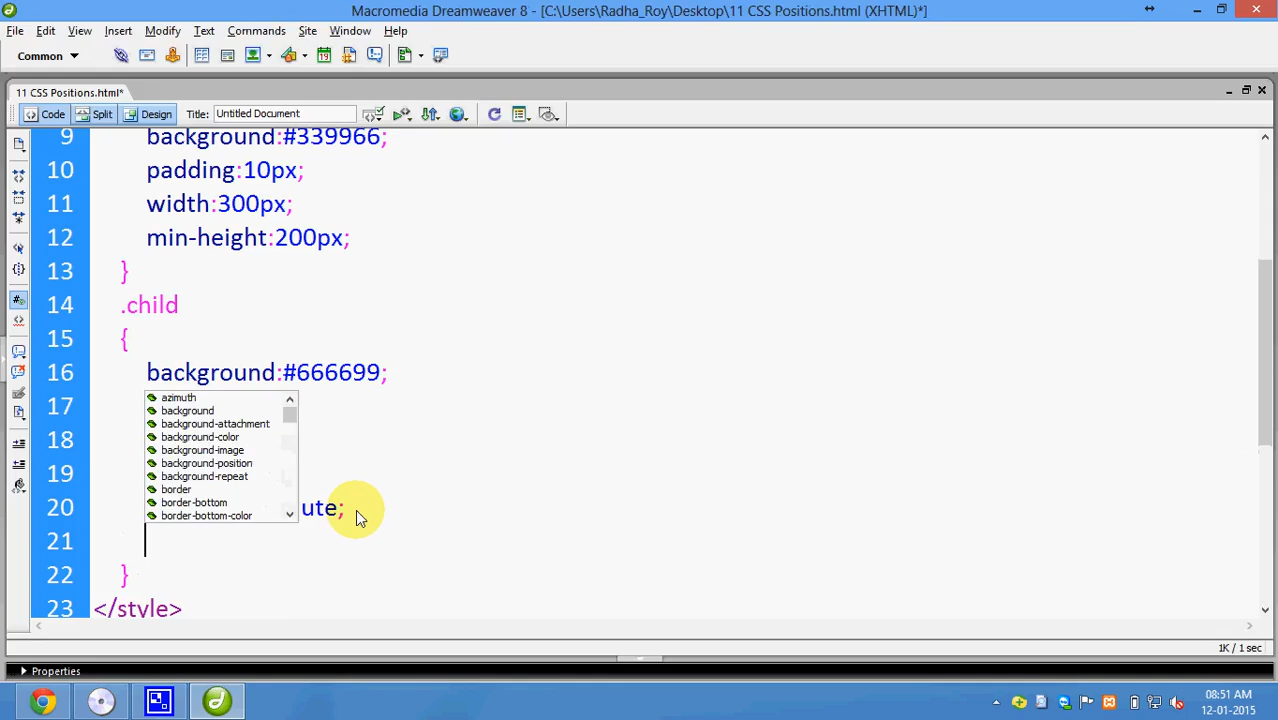 Macromedia Dreamweaver 8 - [C:\Users\Radha_Roy\Desktop\11 CSS Positions.html (XHTML)*]
File Edit View Insert Modify Text Commands Site Window Help
Common
11 CSS Positions.html*
Code Split Design Title: Untitled Document
9 background:#339966;
10 padding:10px;
11 width:300px;
12 min-height:200px;
13 }
14 .child
15 {
16 background:#666699;
17
18
19
20 ute;
21
22 }
23 </style>
azimuth
background
background-attachment
background-color
background-image
background-position
background-repeat
border
border-bottom
border-bottom-color
1K / 1 sec
Properties
08:51 AM
12-01-2015